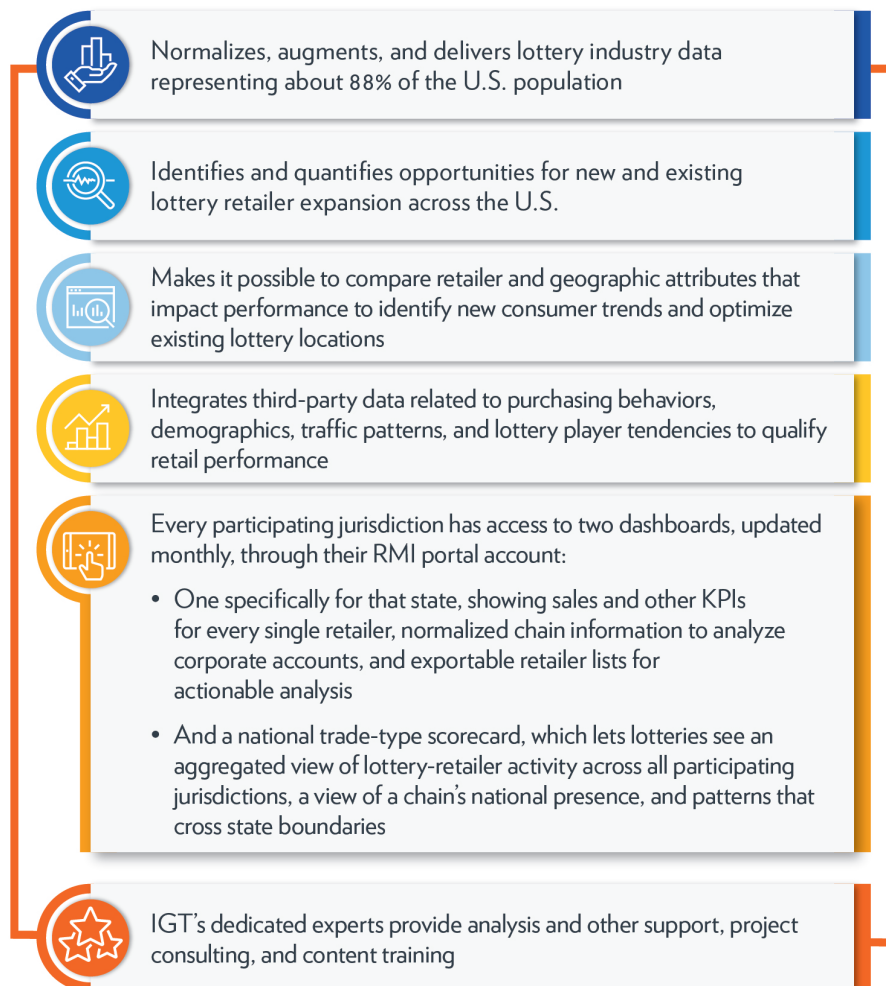 Normalizes, augments, and delivers lottery industry data
representing about 88% of the U.S. population
Identifies and quantifies opportunities for new and existing
lottery retailer expansion across the U.S.
Makes it possible to compare retailer and geographic attributes that
impact performance to identify new consumer trends and optimize
existing lottery locations
Integrates third-party data related to purchasing behaviors,
demographics, traffic patterns, and lottery player tendencies to qualify
retail performance
Every participating jurisdiction has access to two dashboards, updated
monthly, through their RMI portal account:
• One specifically for that state, showing sales and other KPIs
for every single retailer, normalized chain information to analyze
corporate accounts, and exportable retailer lists for
actionable analysis
• And a national trade-type scorecard, which lets lotteries see an
aggregated view of lottery-retailer activity across all participating
jurisdictions, a view of a chain's national presence, and patterns that
cross state boundaries
IGT's dedicated experts provide analysis and other support, project
consulting, and content training